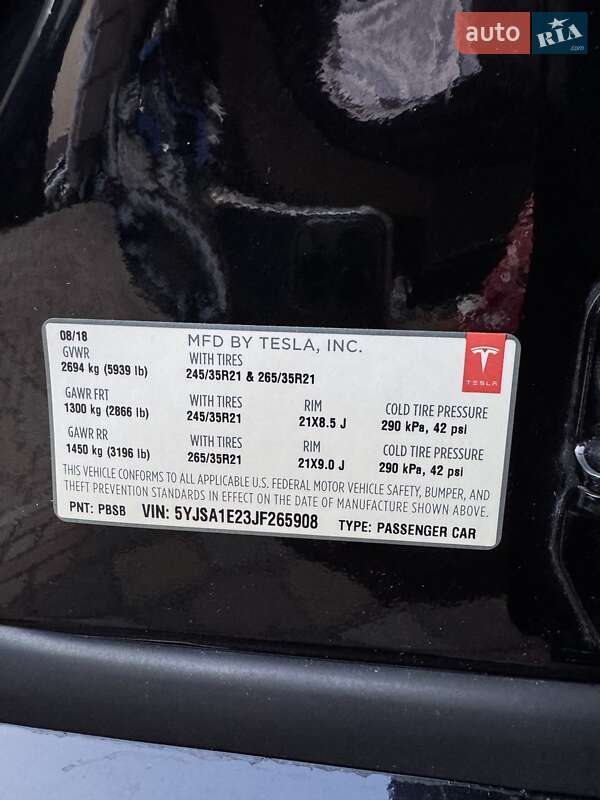 auto RIA .com
08/18 MFD BY TESLA, INC.
GVWR WITH TIRES
2694 kg (5939 lb) 245/35R21 & 265/35R21
TESLA
GAWR FRT WITH TIRES RIM COLD TIRE PRESSURE
1300 kg (2866 lb) 245/35R21 21X8.5 J 290 kPa, 42 psi
GAWR RR WITH TIRES RIM COLD TIRE PRESSURE
1450 kg (3196 lb) 265/35R21 21X9.0 J 290 kPa, 42 psi
THIS VEHICLE CONFORMS TO ALL APPLICABLE U.S. FEDERAL MOTOR VEHICLE SAFETY, BUMPER, AND
THEFT PREVENTION STANDARDS IN EFFECT ON THE DATE OF MANUFACTURE SHOWN ABOVE.
PNT: PBSB VIN: 5YJSA1E23JF265908 TYPE: PASSENGER CAR